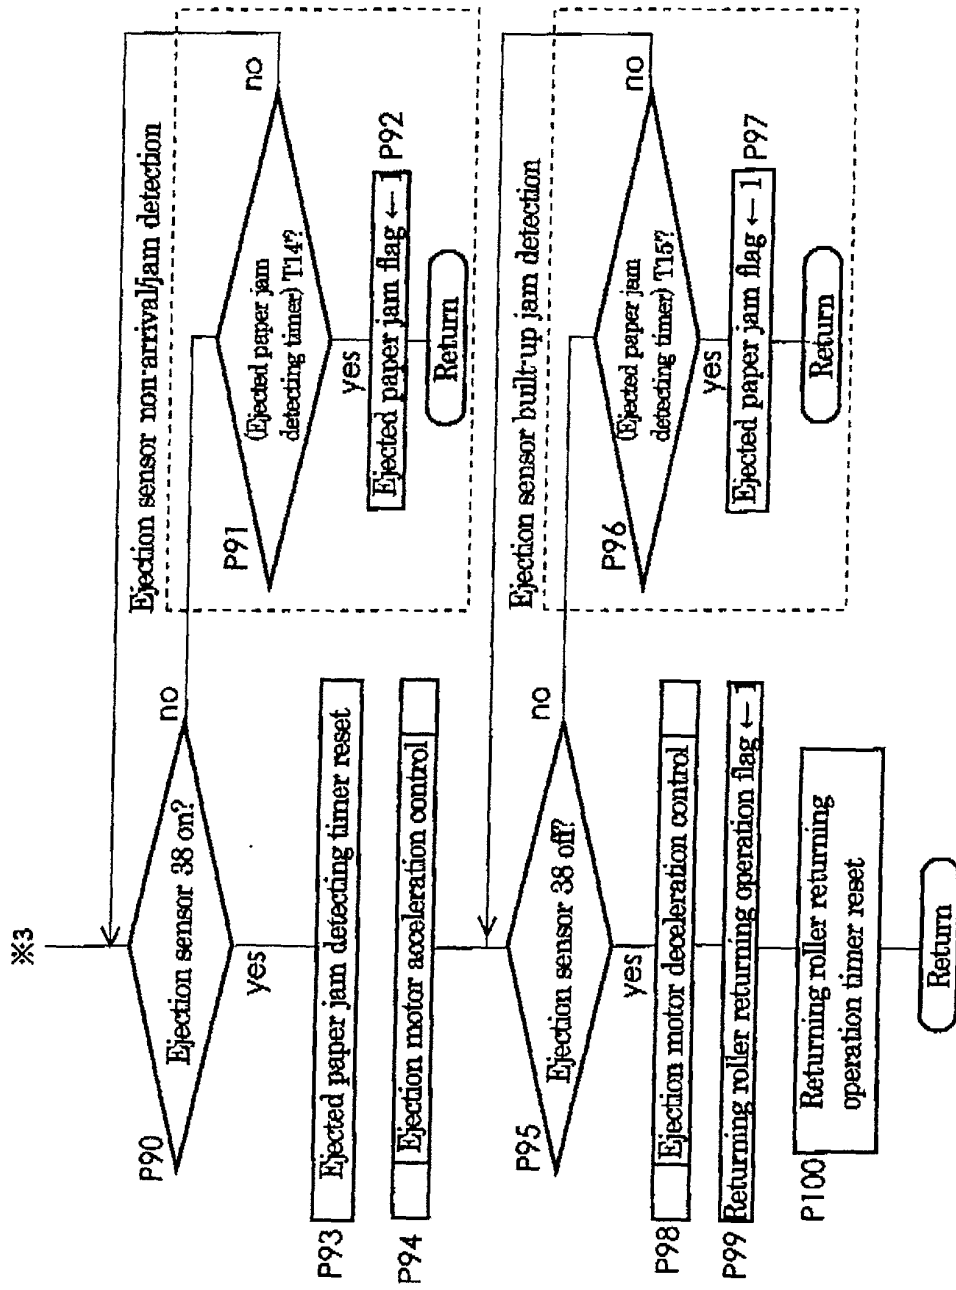 ※3
P90
Ejection sensor 38 on?
no
yes
Ejection sensor non-arrival/jam detection
P91
(Ejected paper jam
detecting timer) T14?
no
yes
Ejected paper jam flag ← 1
P92
Return
P93
Ejected paper jam detecting timer reset
P94
Ejection motor acceleration control
P95
Ejection sensor 38 off?
no
yes
Ejection sensor built-up jam detection
P96
(Ejected paper jam
detecting timer) T15?
no
yes
Ejected paper jam flag ← 1
P97
Return
P98
Ejection motor deceleration control
P99
Returning roller returning operation flag ← 1
P100
Returning roller returning
operation timer reset
Return